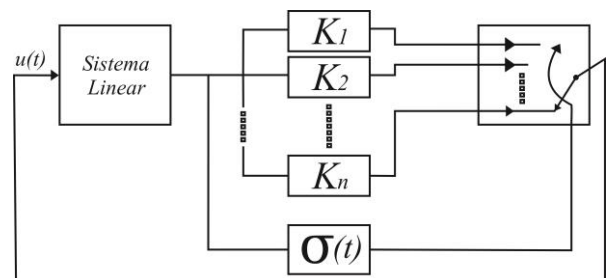 u(t)
Sistema
Linear
K1
K2
Kn
σ(t)